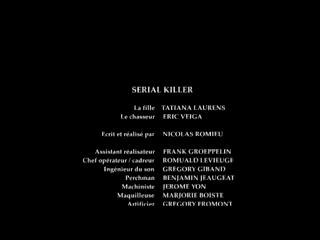 SERIAL KILLER
La fille TATIANA LAURENS
Le chasseur ERIC VEIGA
Ecrit et réalisé par NICOLAS ROMIEU
Assistant réalisateur FRANK GROEPPELIN
Chef opérateur / cadreur ROMUALD LEVIEUGE
Ingénieur du son GREGORY GIBAND
Perchman BENJAMIN JEAUGEAT
Machiniste JEROME YON
Maquilleuse MARJORIE BOISTE
Artificier GREGORY FROMONT